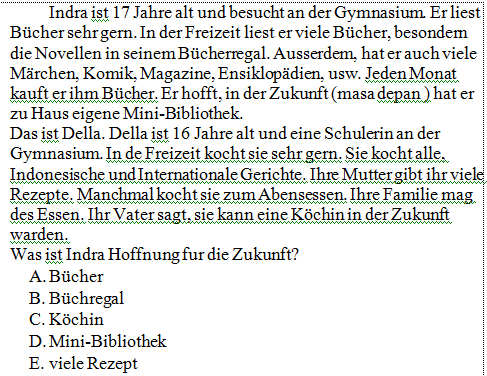 Indra ist 17 Jahre alt und besucht an der Gymnasium. Er liest
Bücher sehr gern. In der Freizeit liest er viele Bücher, besondern
die Novellen in seinem Bücherregal. Ausserdem, hat er auch viele
Märchen, Komik, Magazine, Ensiklopädien, usw. Jeden Monat
kauft er ihm Bücher. Er hofft, in der Zukunft (masa depan ) hat er
zu Haus eigene Mini-Bibliothek.
Das ist Della. Della ist 16 Jahre alt und eine Schulerin an der
Gymnasium. In de Freizeit kocht sie sehr gern. Sie kocht alle,
Indonesische und Internationale Gerichte. Ihre Mutter gibt ihr viele
Rezepte. Manchmal kocht sie zum Abensessen. Ihre Familie mag
des Essen. Ihr Vater sagt, sie kann eine Köchin in der Zukunft
warden.
Was ist Indra Hoffnung fur die Zukunft?
A. Bücher
B. Büchregal
C. Köchin
D. Mini-Bibliothek
E. viele Rezept